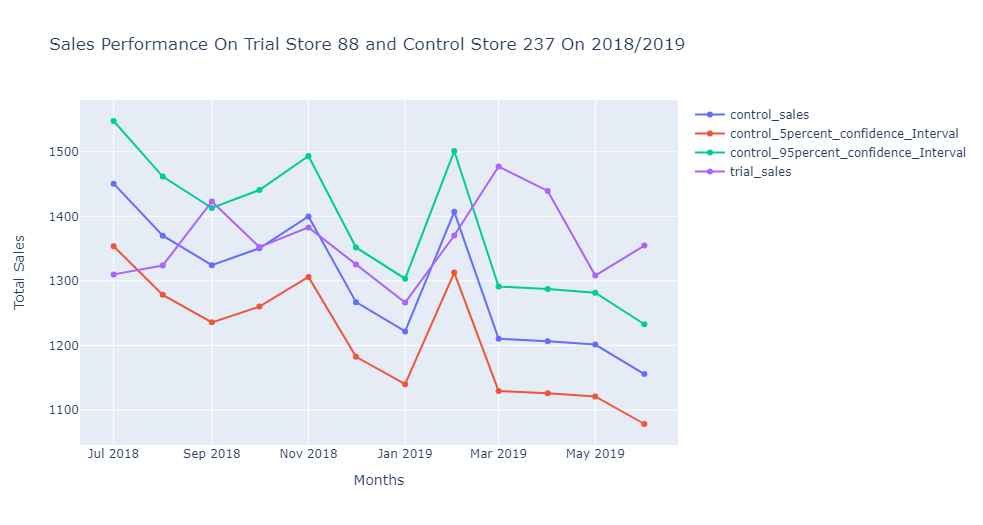 Sales Performance On Trial Store 88 and Control Store 237 On 2018/2019
control_sales
control_5percent_confidence_Interval
control_95percent_confidence_Interval
trial_sales
Total Sales
1500
1400
1300
1200
1100
Jul 2018 Sep 2018 Nov 2018 Jan 2019 Mar 2019 May 2019
Months